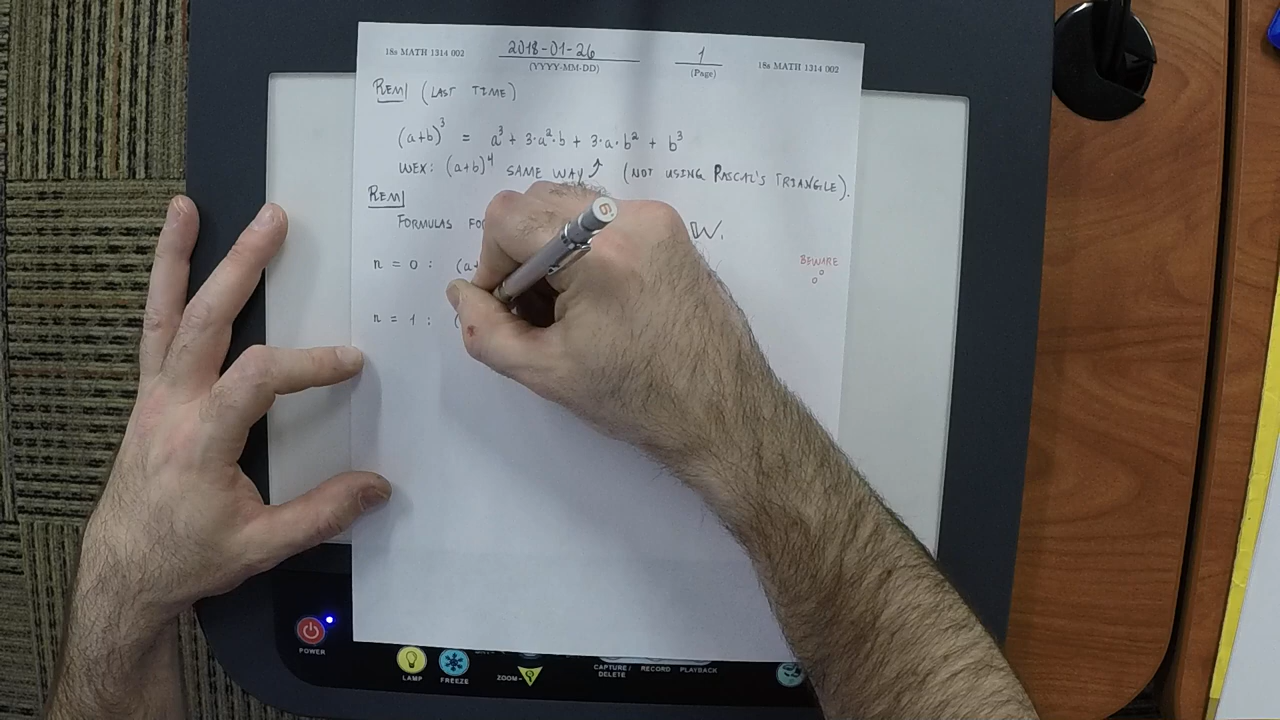 18s MATH 1314 002 2018-01-26 1 18s MATH 1314 002
(YYYY-MM-DD) (Page)
REM (LAST TIME)
(a+b)³ = a³ + 3·a²·b + 3·a·b² + b³
WEX: (a+b)⁴ SAME WAY (NOT USING PASCAL'S TRIANGLE).
REM
FORMULAS
n = 0 : (a+
BEWARE
n = 1 : (
POWER
LAMP FREEZE ZOOM- CAPTURE / DELETE RECORD PLAYBACK